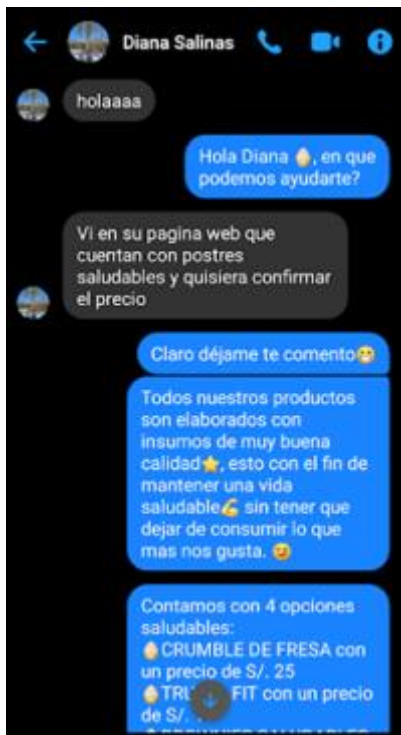 Diana Salinas
holaaaa
Hola Diana 🥚, en que
podemos ayudarte?
Vi en su pagina web que
cuentan con postres
saludables y quisiera confirmar
el precio
Claro déjame te comento😁
Todos nuestros productos
son elaborados con
insumos de muy buena
calidad⭐, esto con el fin de
mantener una vida
saludable💪 sin tener que
dejar de consumir lo que
mas nos gusta. 🤣
Contamos con 4 opciones
saludables:
🥚CRUMBLE DE FRESA con
un precio de S/. 25
🥚 FIT con un precio
de S/.